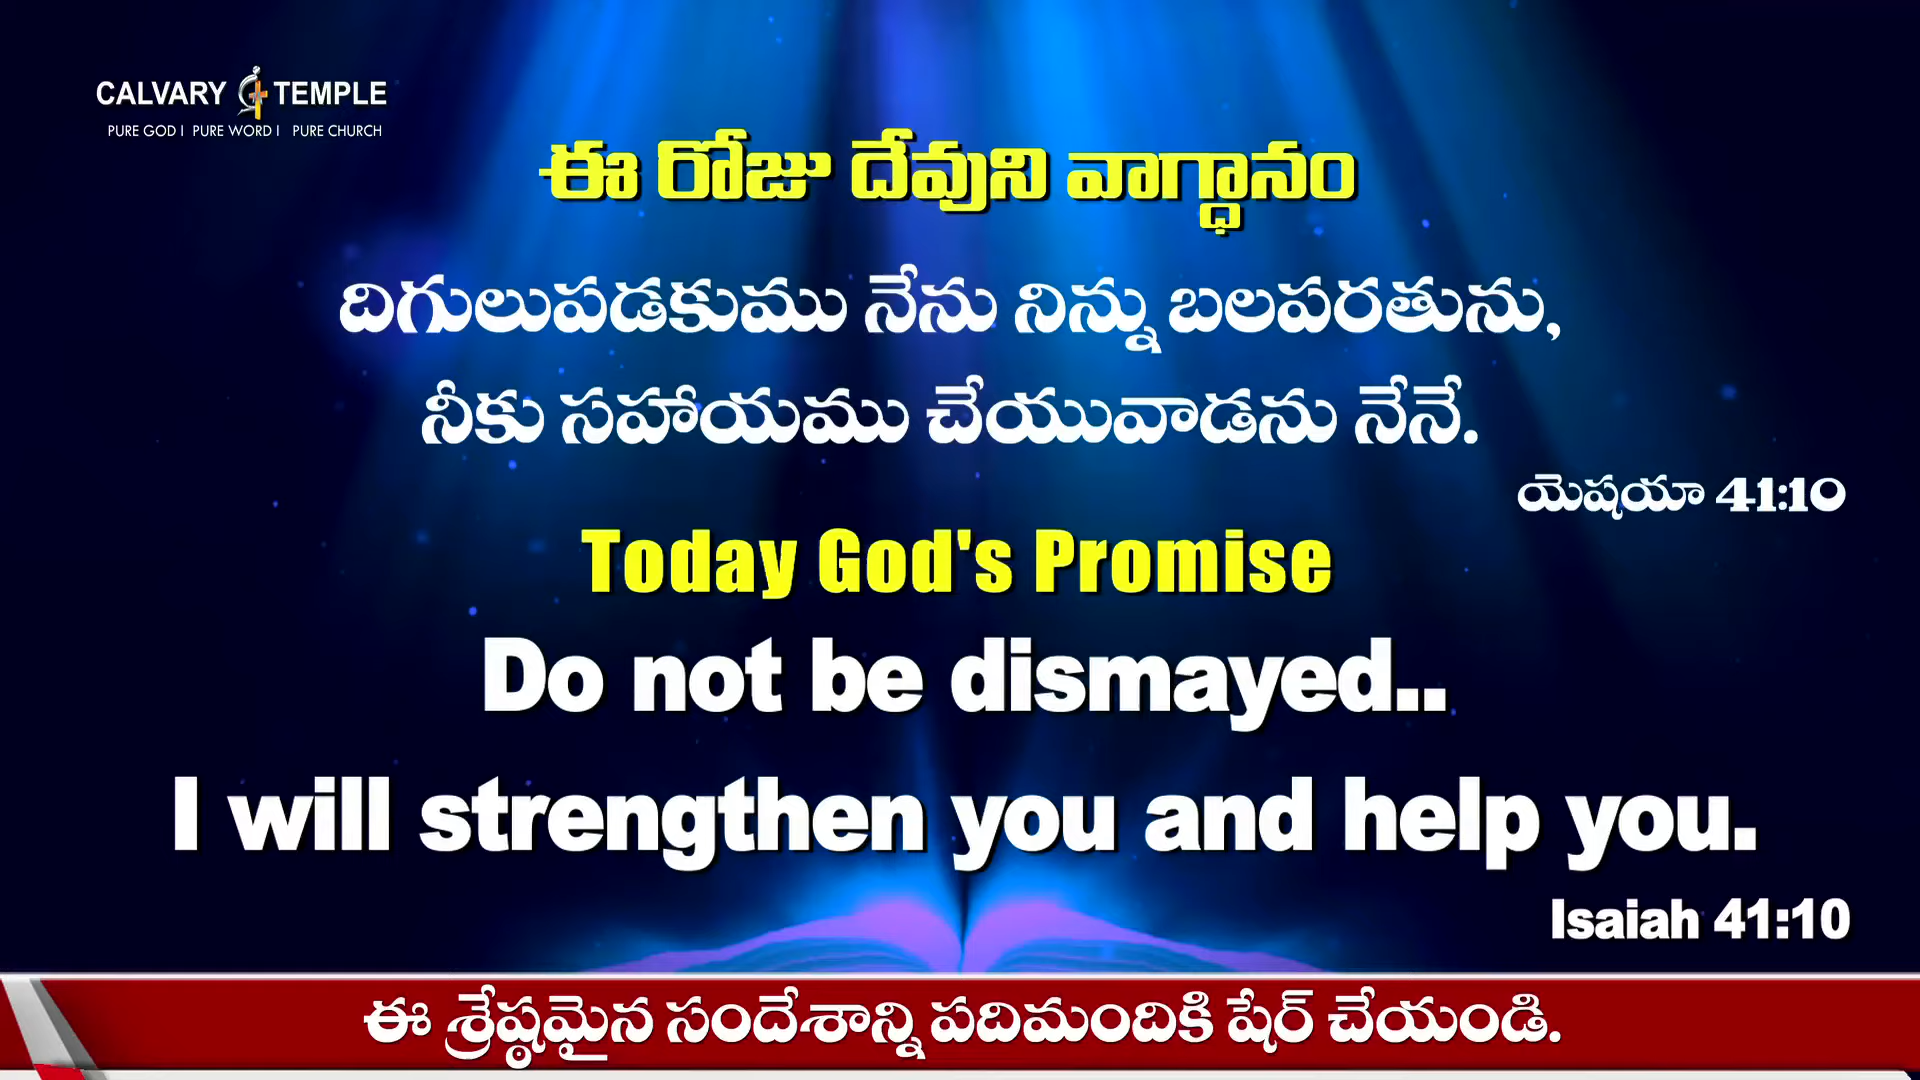 CALVARY TEMPLE
PURE GOD I PURE WORD I PURE CHURCH
ఈ రోజు దేవుని వాగ్ధానం
దిగులుపడకుము నేను నిన్ను బలపరతును,
నీకు సహాయము చేయువాడను నేనే.
యెషయా 41:10
Today God's Promise
Do not be dismayed..
I will strengthen you and help you.
Isaiah 41:10
ఈ శ్రేష్ఠమైన సందేశాన్ని పదిమందికి షేర్ చేయండి.